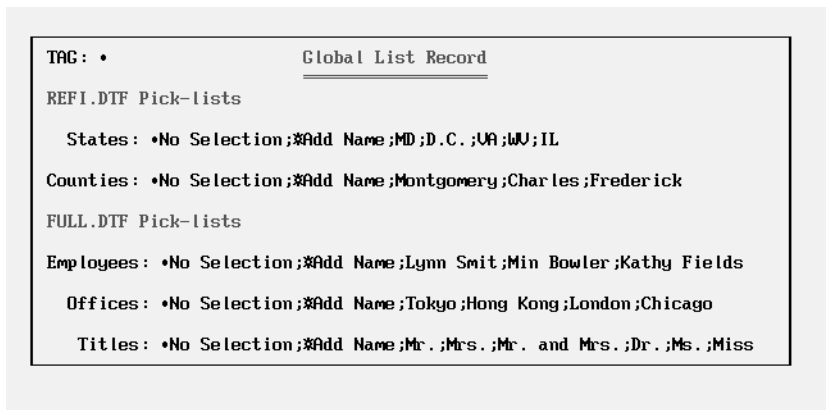 TAG: •
Global List Record
REFI.DTF Pick-lists
States: •No Selection;¤Add Name;MD;D.C.;VA;WV;IL
Counties: •No Selection;¤Add Name;Montgomery;Charles;Frederick
FULL.DTF Pick-lists
Employees: •No Selection;¤Add Name;Lynn Smit;Min Bowler;Kathy Fields
Offices: •No Selection;¤Add Name;Tokyo;Hong Kong;London;Chicago
Titles: •No Selection;¤Add Name;Mr.;Mrs.;Mr. and Mrs.;Dr.;Ms.;Miss